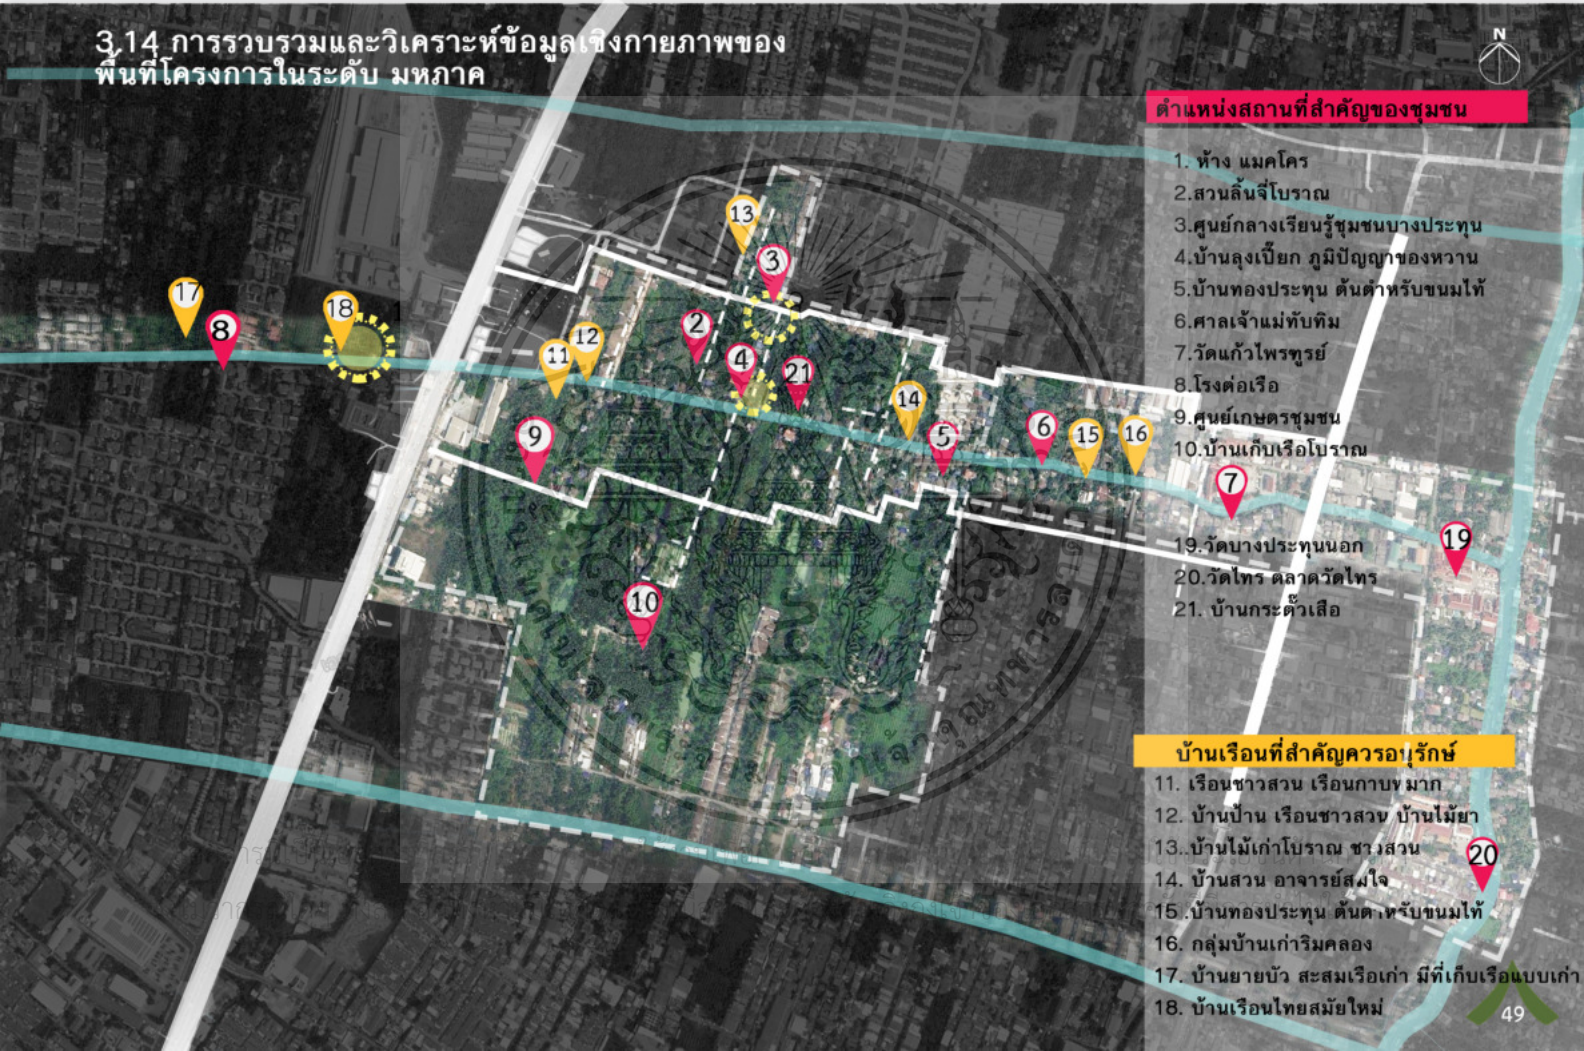 3.14 การรวบรวมและวิเคราะห์ข้อมูลเชิงกายภาพของ
พื้นที่โครงการในระดับ มหภาค
N
ตำแหน่งสถานที่สำคัญของชุมชน
1. ห้าง แมคโคร
2.สวนลิ้นจี่โบราณ
3.ศูนย์กลางเรียนรู้ชุมชนบางประทุน
4.บ้านลุงเปี๊ยก ภูมิปัญญาของหวาน
5.บ้านทองประทุน ต้นตำหรับขนมไท้
6.ศาลเจ้าแม่ทับทิม
7.วัดแก้วไพรฑูรย์
8.โรงต่อเรือ
9.ศูนย์เกษตรชุมชน
10.บ้านเก็บเรือโบราณ
19.วัดบางประทุนนอก
20.วัดไทร ตลาดวัดไทร
21. บ้านกระตั๊วเสือ
บ้านเรือนที่สำคัญควรอนุรักษ์
11. เรือนชาวสวน เรือนกาบหมาก
12. บ้านป้าน เรือนชาวสวน บ้านไม้ยา
13..บ้านไม้เก่าโบราณ ชาวสวน
14. บ้านสวน อาจารย์สมใจ
15.บ้านทองประทุน ต้นตำหรับขนมไท้
16. กลุ่มบ้านเก่าริมคลอง
17. บ้านยายบัว สะสมเรือเก่า มีที่เก็บเรือแบบเก่า
18. บ้านเรือนไทยสมัยใหม่
13
3
17
18
1
8
2
12
11
4
21
14
9
5
6
15
16
7
19
10
20
49